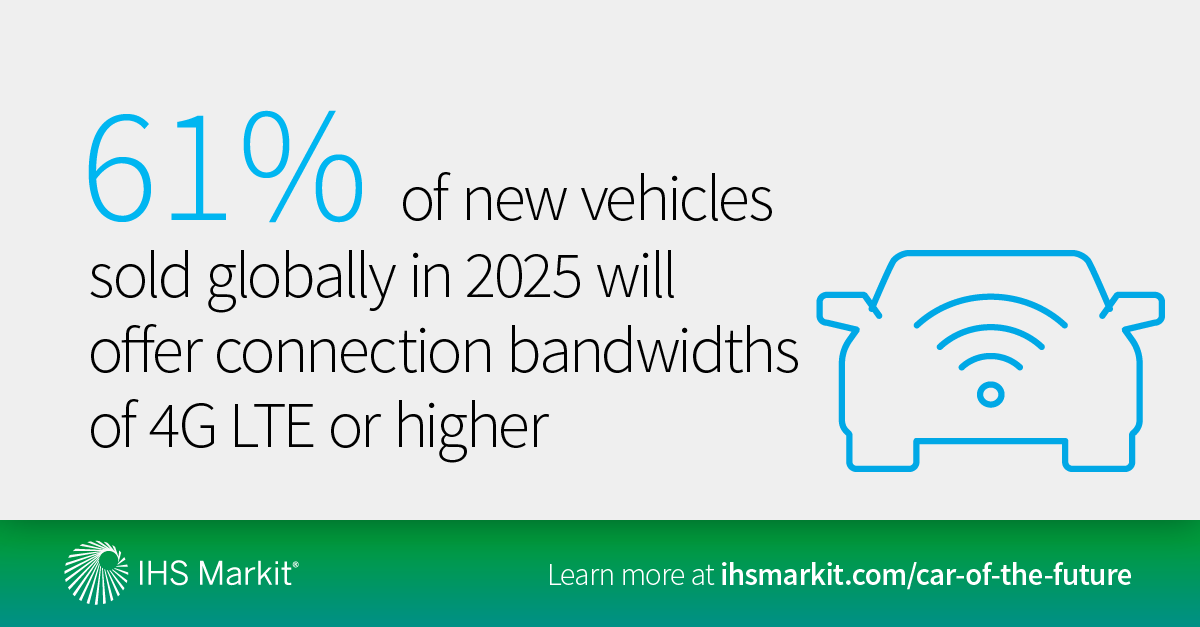 61% of new vehicles
sold globally in 2025 will
offer connection bandwidths
of 4G LTE or higher
IHS Markit®
Learn more at ihsmarkit.com/car-of-the-future